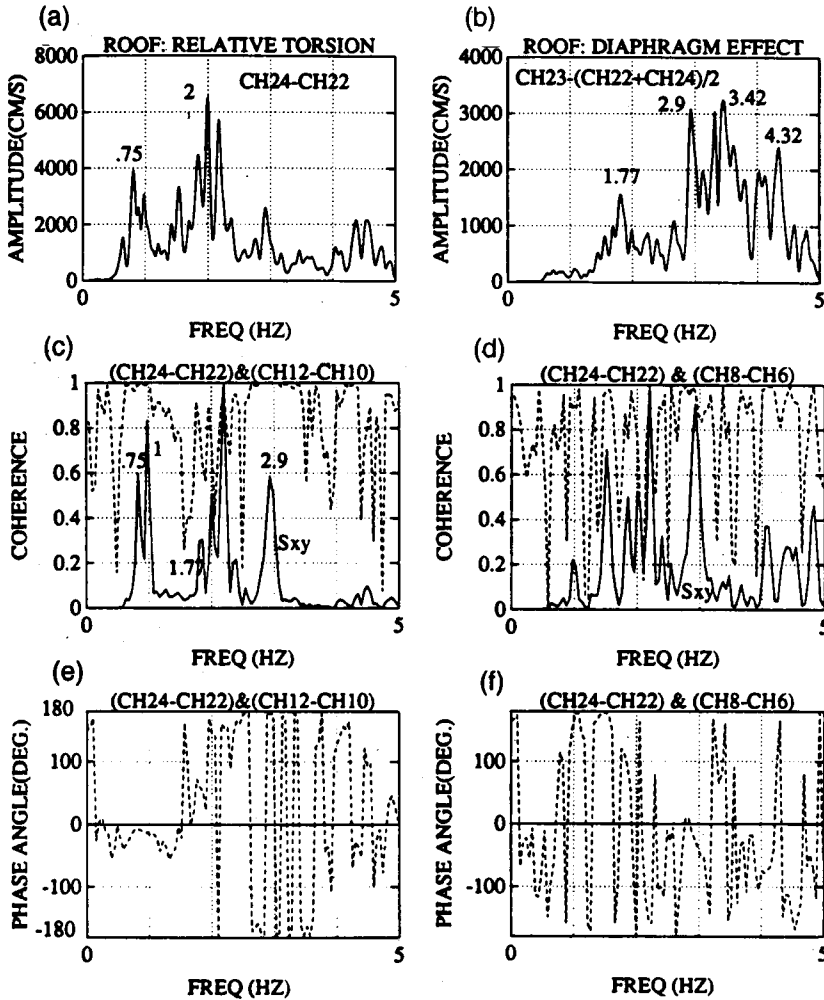 (a)
ROOF: RELATIVE TORSION
8000
6000
4000
2000
0
AMPLITUDE(CM/S)
CH24-CH22
2
.75
0
5
FREQ (HZ)
(b)
ROOF: DIAPHRAGM EFFECT
4000
3000
2000
1000
0
AMPLITUDE(CM/S)
CH23-(CH22+CH24)/2
2.9
3.42
4.32
1.77
0
5
FREQ (HZ)
(c)
(CH24-CH22)&(CH12-CH10)
1
0.8
0.6
0.4
0.2
0
COHERENCE
.75
1
2.9
1.77
Sxy
0
5
FREQ (HZ)
(d)
(CH24-CH22) & (CH8-CH6)
1
0.8
0.6
0.4
0.2
0
COHERENCE
Sxy
0
5
FREQ (HZ)
(e)
(CH24-CH22)&(CH12-CH10)
180
100
0
-100
-180
PHASE ANGLE(DEG.)
0
5
FREQ (HZ)
(f)
(CH24-CH22) & (CH8-CH6)
100
0
-100
PHASE ANGLE(DEG.)
0
5
FREQ (HZ)